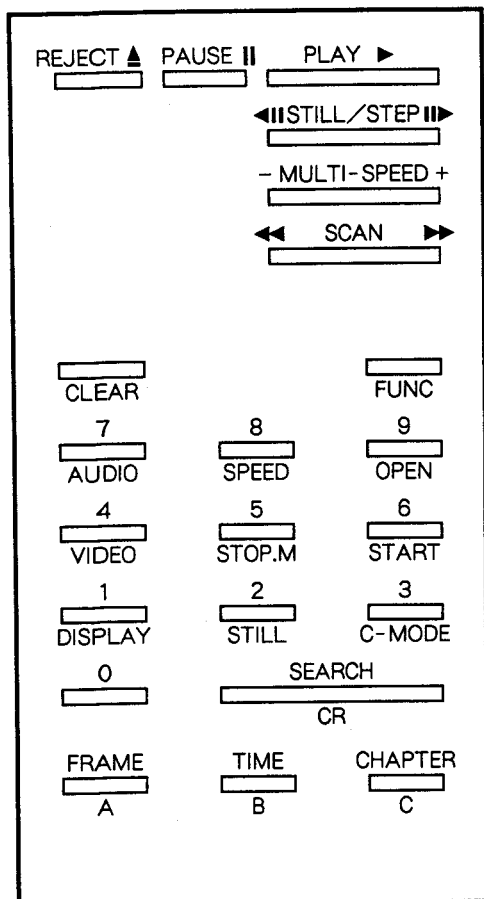 REJECT ≜ PAUSE II PLAY ▶
◀IISTILL/STEPII▶
- MULTI-SPEED +
◀◀ SCAN ▶▶
CLEAR FUNC
7 8 9
AUDIO SPEED OPEN
4 5 6
VIDEO STOP.M START
1 2 3
DISPLAY STILL C-MODE
0 SEARCH
CR
FRAME TIME CHAPTER
A B C